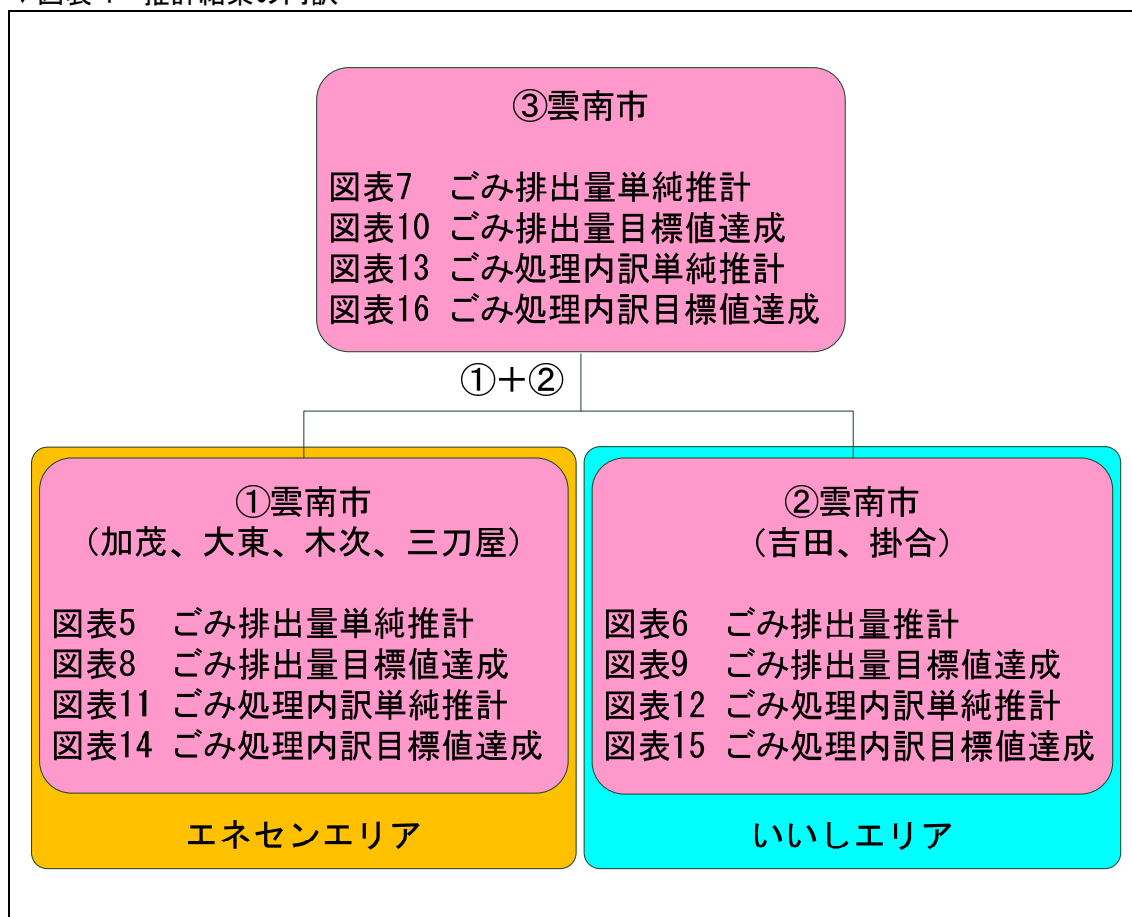 ③雲南市
図表7 ごみ排出量単純推計
図表10 ごみ排出量目標値達成
図表13 ごみ処理内訳単純推計
図表16 ごみ処理内訳目標値達成
①+②
①雲南市
（加茂、大東、木次、三刀屋）
図表5 ごみ排出量単純推計
図表8 ごみ排出量目標値達成
図表11 ごみ処理内訳単純推計
図表14 ごみ処理内訳目標値達成
エネセンエリア
②雲南市
（吉田、掛合）
図表6 ごみ排出量推計
図表9 ごみ排出量目標値達成
図表12 ごみ処理内訳単純推計
図表15 ごみ処理内訳目標値達成
いいしエリア